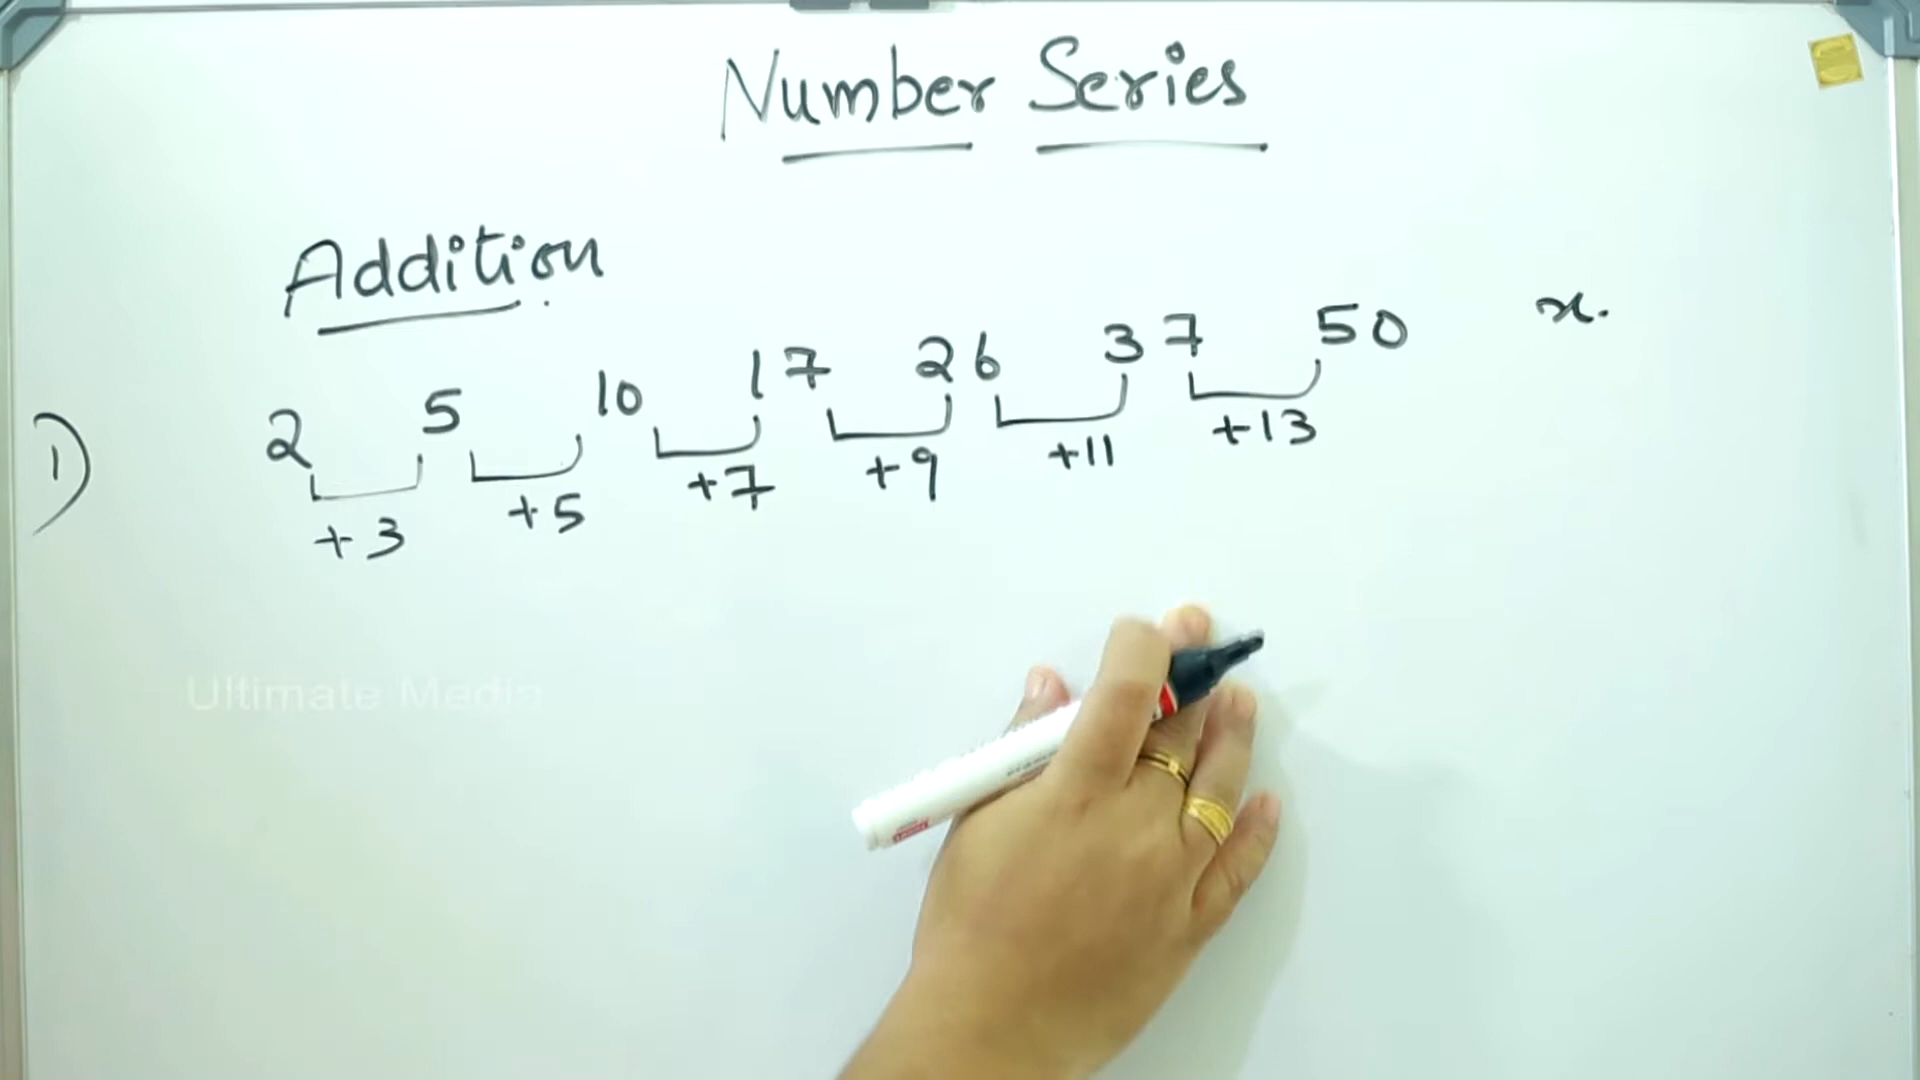 Number Series
Addition
1) 2 5 10 17 26 37 50 x.
+3 +5 +7 +9 +11 +13
Ultimate Media